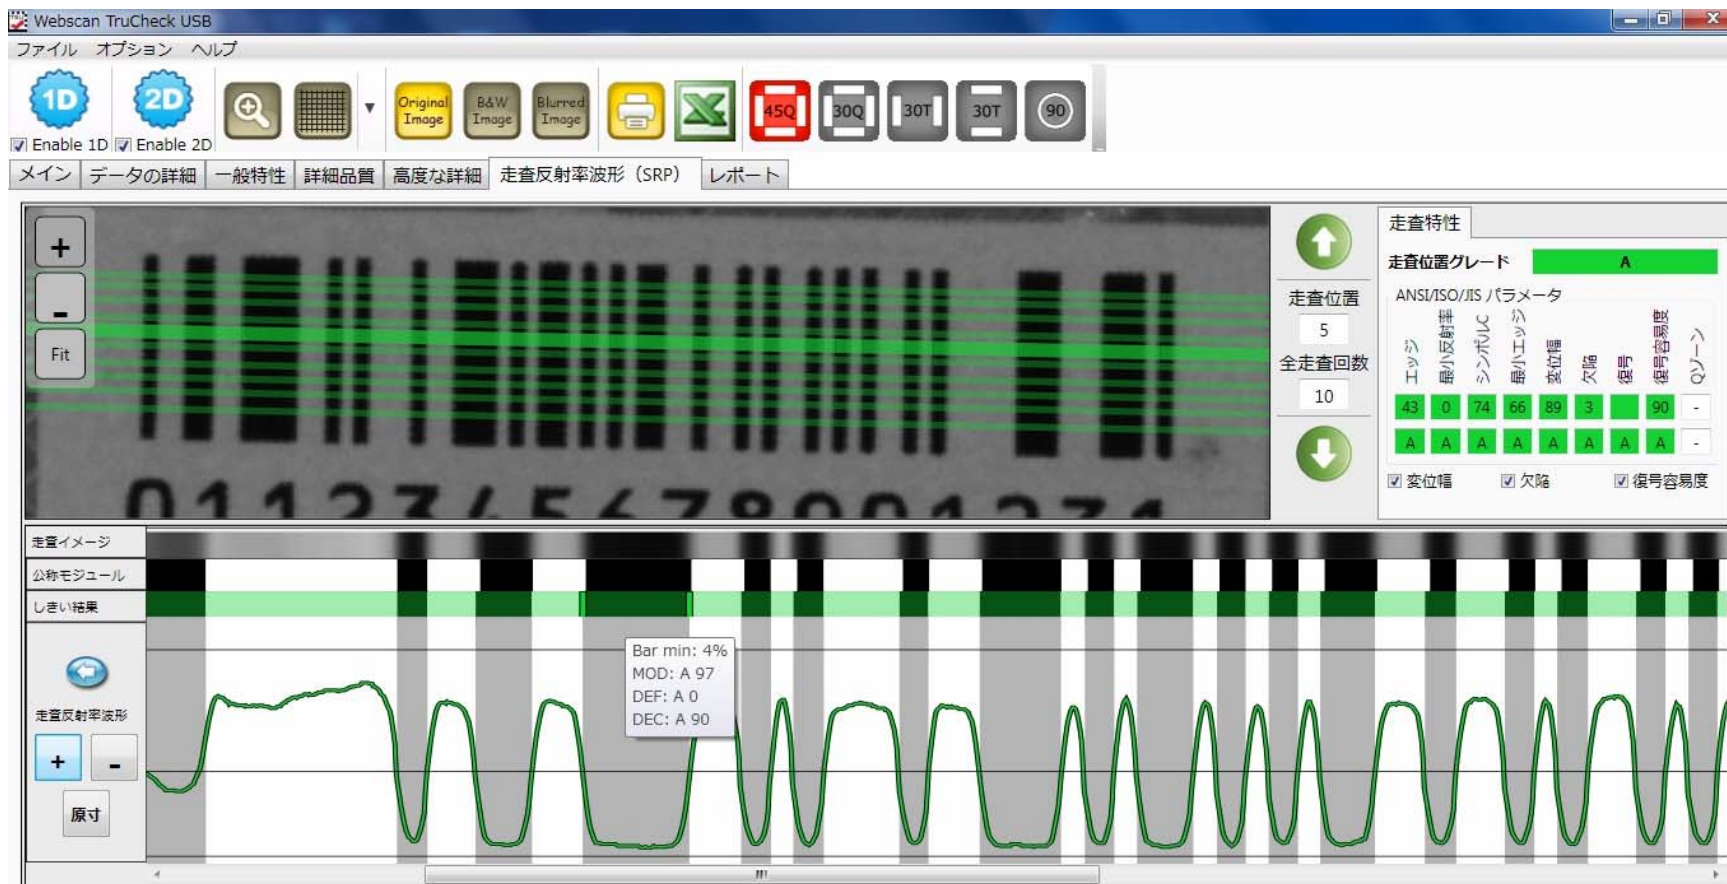 Webscan TruCheck USB
ファイル オプション ヘルプ
1D 2D Original Image B&W Image Blurred Image 45Q 30Q 30T 30T 90
Enable 1D Enable 2D
メイン データの詳細 一般特性 詳細品質 高度な詳細 走査反射率波形（SRP） レポート
+
-
Fit
走査位置
5
全走査回数
10
走査特性
走査位置グレード A
ANSI/ISO/JIS パラメータ
エッジ 最小反射率 シンボルC 最小エッジ 変位幅 欠陥 復号 復号容易度 Qゾーン
43 0 74 66 89 3 90 -
A A A A A A A A -
変位幅 欠陥 復号容易度
走査イメージ
公称モジュール
しきい結果
Bar min: 4%
MOD: A 97
DEF: A 0
DEC: A 90
走査反射率波形
+ -
原寸